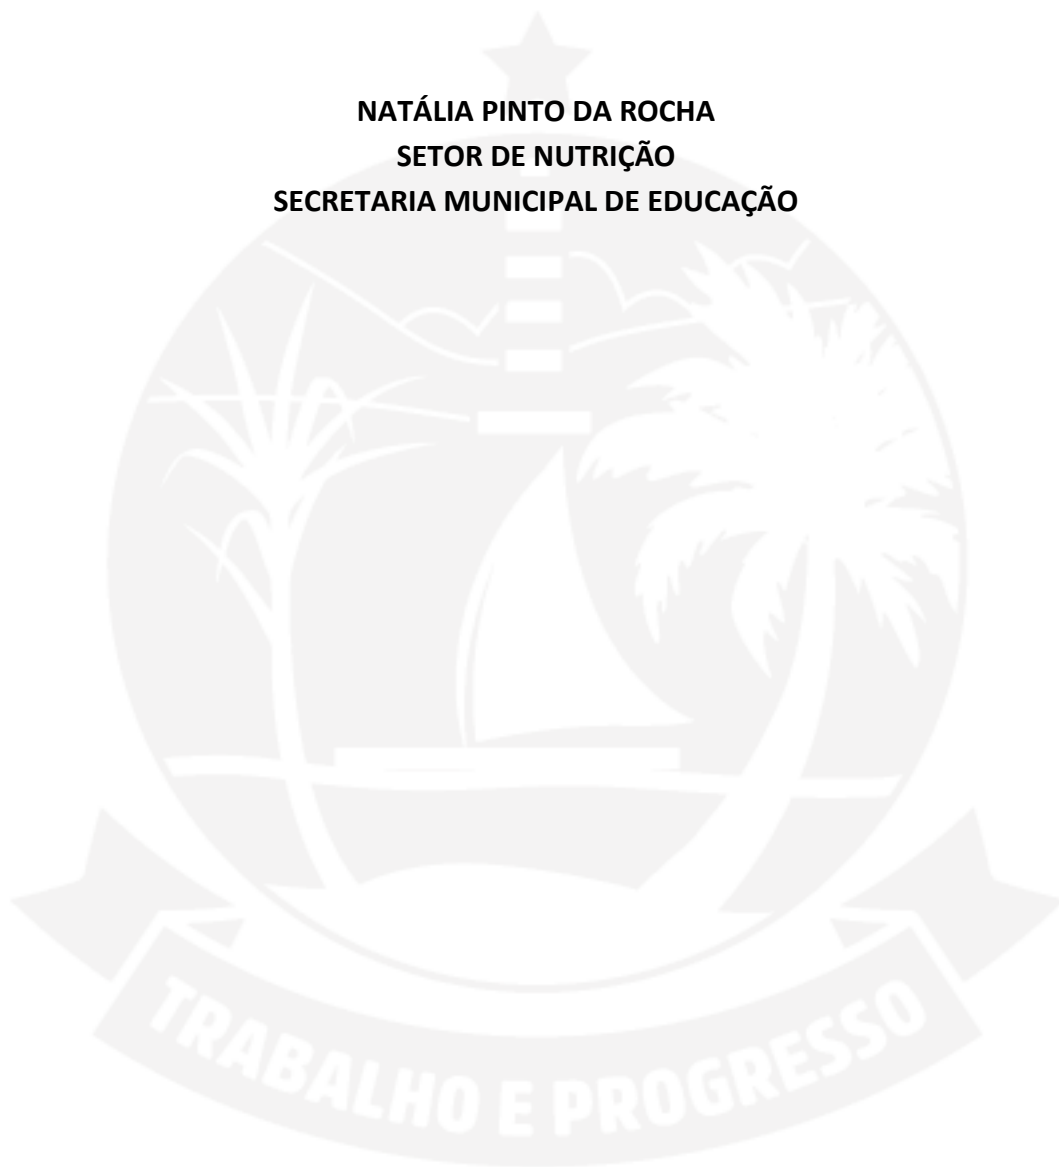 NATÁLIA PINTO DA ROCHA
SETOR DE NUTRIÇÃO
SECRETARIA MUNICIPAL DE EDUCAÇÃO
TRABALHO E PROGRESSO